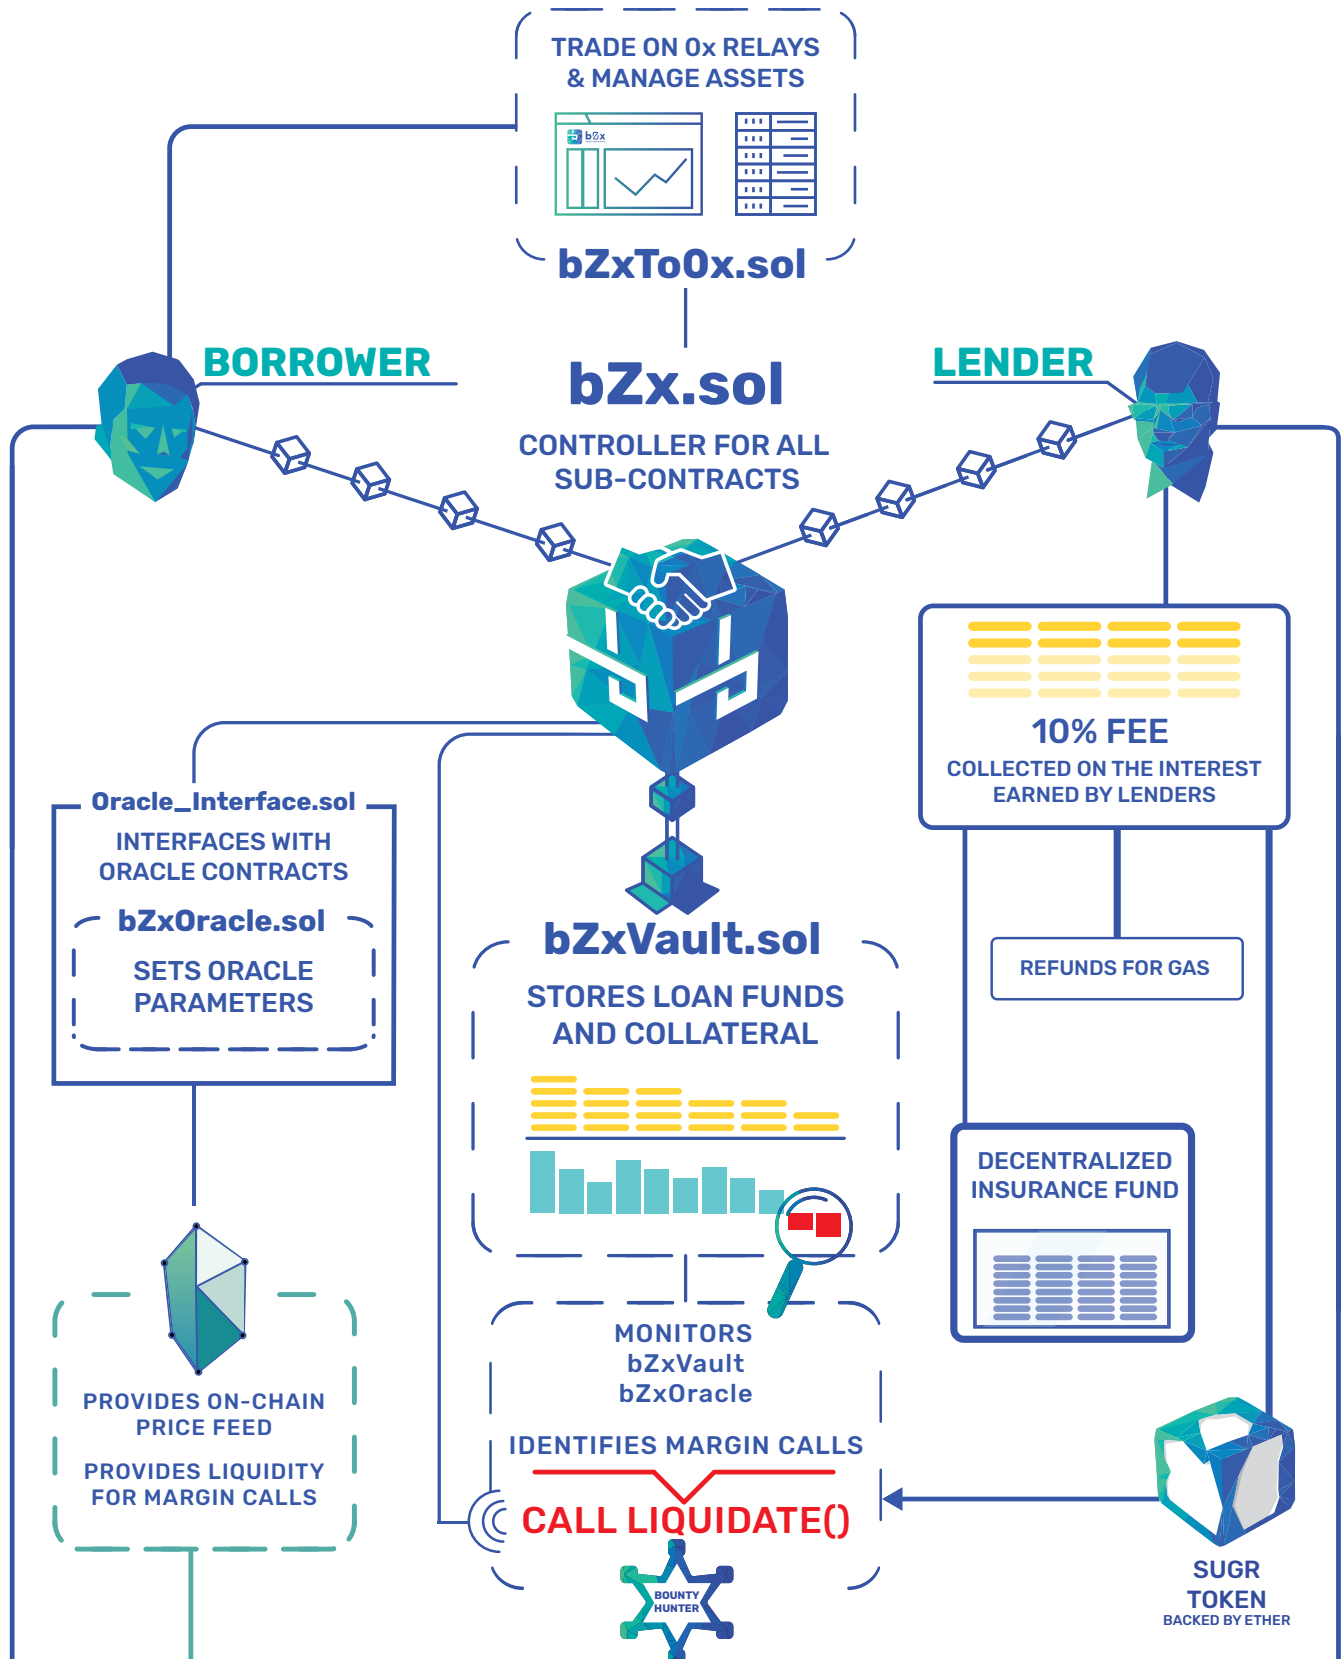 TRADE ON 0x RELAYS
& MANAGE ASSETS
b0x
bZxTo0x.sol
BORROWER
LENDER
bZx.sol
CONTROLLER FOR ALL
SUB-CONTRACTS
10% FEE
COLLECTED ON THE INTEREST
EARNED BY LENDERS
Oracle_Interface.sol
INTERFACES WITH
ORACLE CONTRACTS
bZxOracle.sol
SETS ORACLE
PARAMETERS
bZxVault.sol
STORES LOAN FUNDS
AND COLLATERAL
REFUNDS FOR GAS
DECENTRALIZED
INSURANCE FUND
MONITORS
bZxVault
bZxOracle
IDENTIFIES MARGIN CALLS
CALL LIQUIDATE()
BOUNTY
HUNTER
PROVIDES ON-CHAIN
PRICE FEED
PROVIDES LIQUIDITY
FOR MARGIN CALLS
SUGR
TOKEN
BACKED BY ETHER